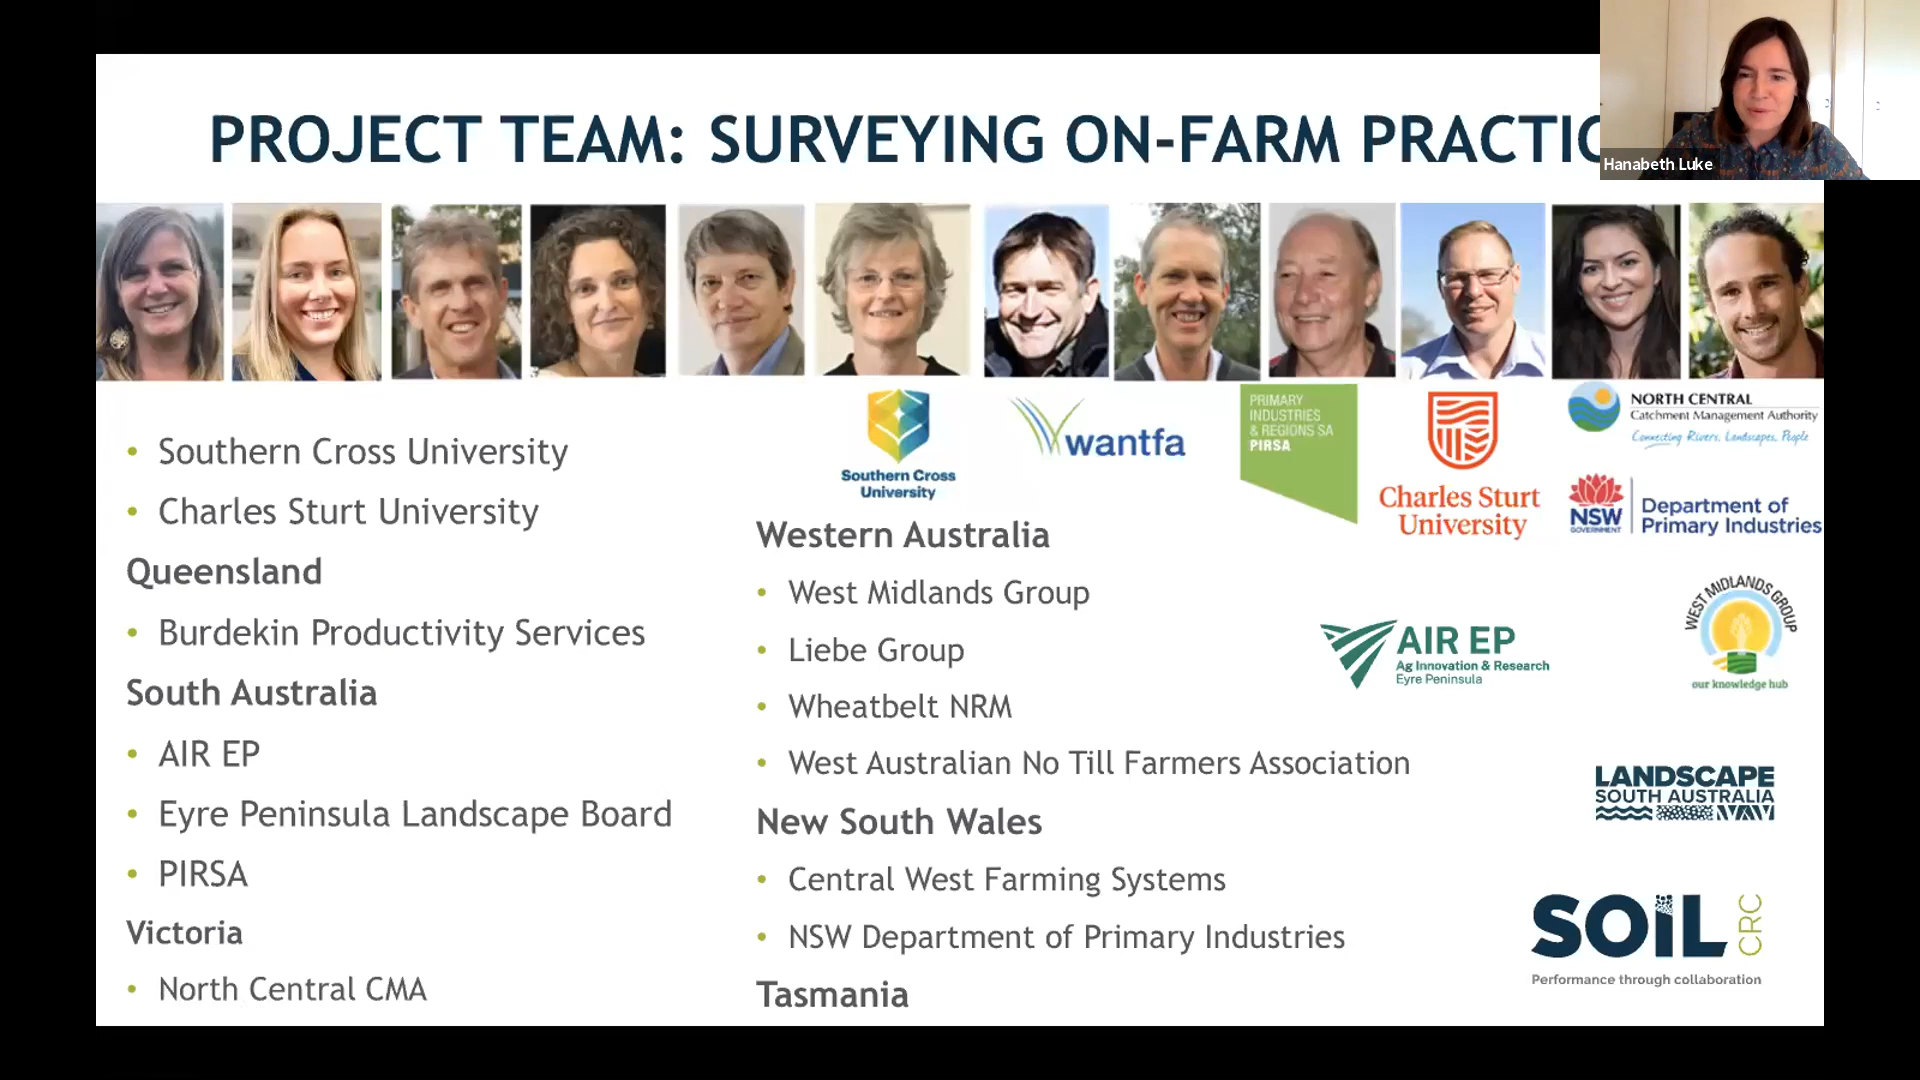 PROJECT TEAM: SURVEYING ON-FARM PRACTIC
Hanabeth Luke
Southern Cross
University
wantfa
PRIMARY
INDUSTRIES
& REGIONS SA
PIRSA
Charles Sturt
University
NORTH CENTRAL
Catchment Management Authority
Connecting Rivers, Landscapes, People
NSW
GOVERNMENT
Department of
Primary Industries
• Southern Cross University
• Charles Sturt University
Queensland
• Burdekin Productivity Services
South Australia
• AIR EP
• Eyre Peninsula Landscape Board
• PIRSA
Victoria
• North Central CMA
Western Australia
• West Midlands Group
• Liebe Group
• Wheatbelt NRM
• West Australian No Till Farmers Association
New South Wales
• Central West Farming Systems
• NSW Department of Primary Industries
Tasmania
AIR EP
Ag Innovation & Research
Eyre Peninsula
WEST MIDLANDS GROUP
our knowledge hub
LANDSCAPE
SOUTH AUSTRALIA
SOIL CRC
Performance through collaboration